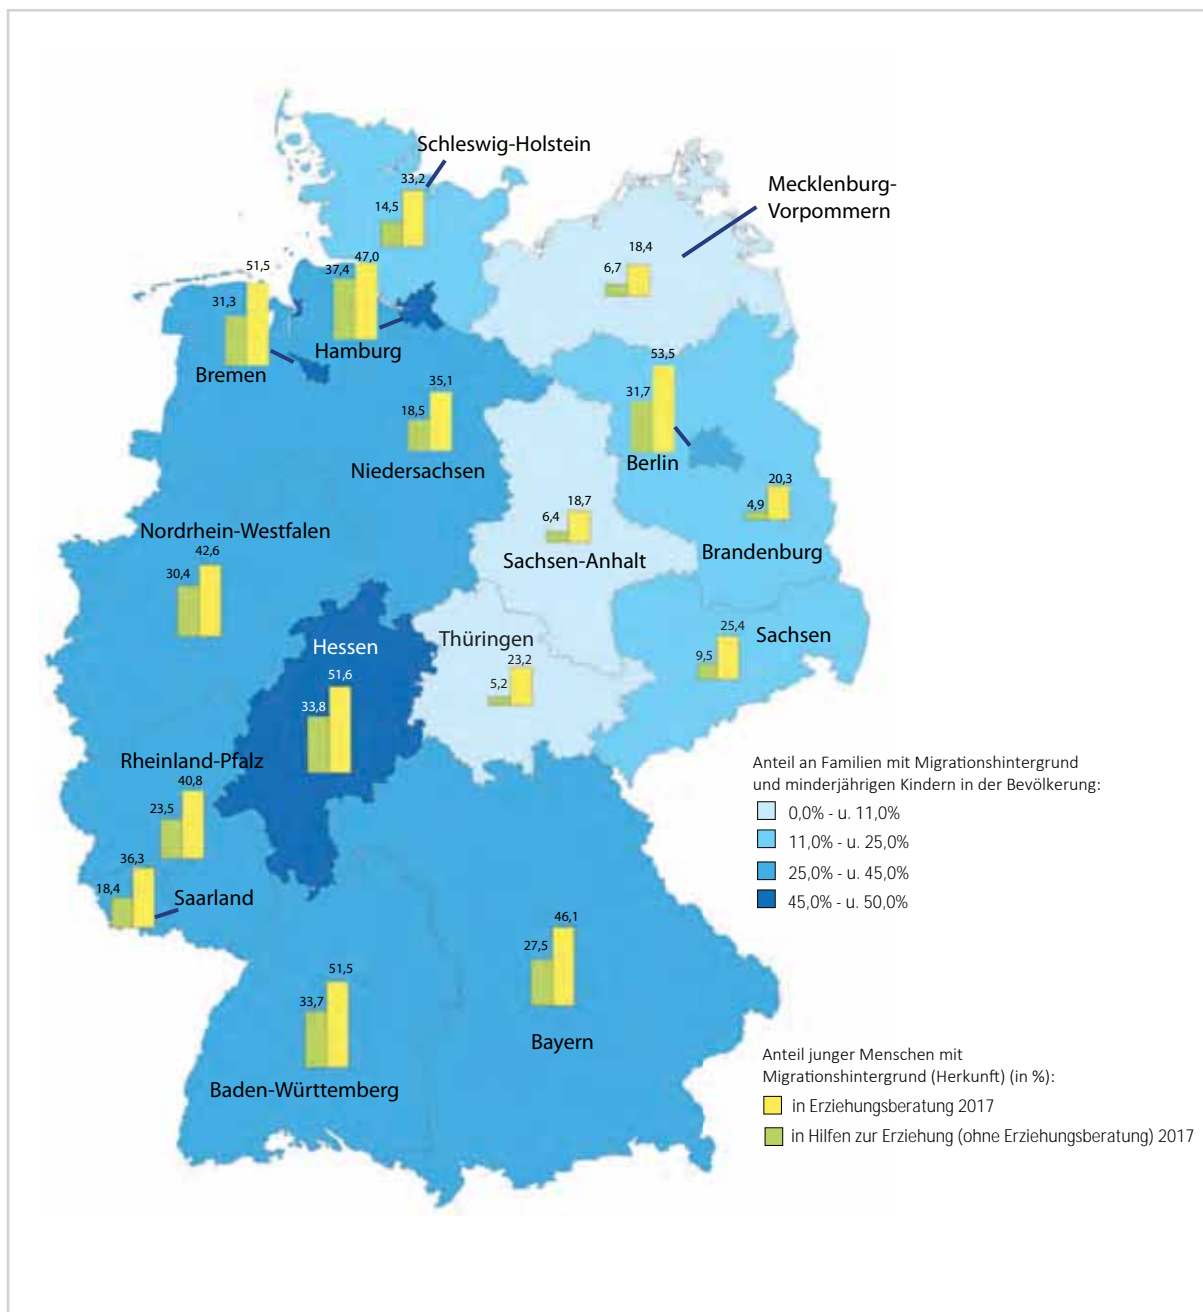 Schleswig-Holstein
33,2
14,5
Mecklenburg-
Vorpommern
18,4
6,7
51,5
31,3
Bremen
47,0
37,4
Hamburg
35,1
18,5
Niedersachsen
53,5
31,7
Berlin
20,3
4,9
Brandenburg
18,7
6,4
Sachsen-Anhalt
Nordrhein-Westfalen
42,6
30,4
Hessen
51,6
33,8
Thüringen
23,2
5,2
Sachsen
25,4
9,5
Rheinland-Pfalz
40,8
23,5
36,3
18,4
Saarland
51,5
33,7
Baden-Württemberg
46,1
27,5
Bayern
Anteil an Familien mit Migrationshintergrund
und minderjährigen Kindern in der Bevölkerung:
0,0% - u. 11,0%
11,0% - u. 25,0%
25,0% - u. 45,0%
45,0% - u. 50,0%
Anteil junger Menschen mit
Migrationshintergrund (Herkunft) (in %):
in Erziehungsberatung 2017
in Hilfen zur Erziehung (ohne Erziehungsberatung) 2017